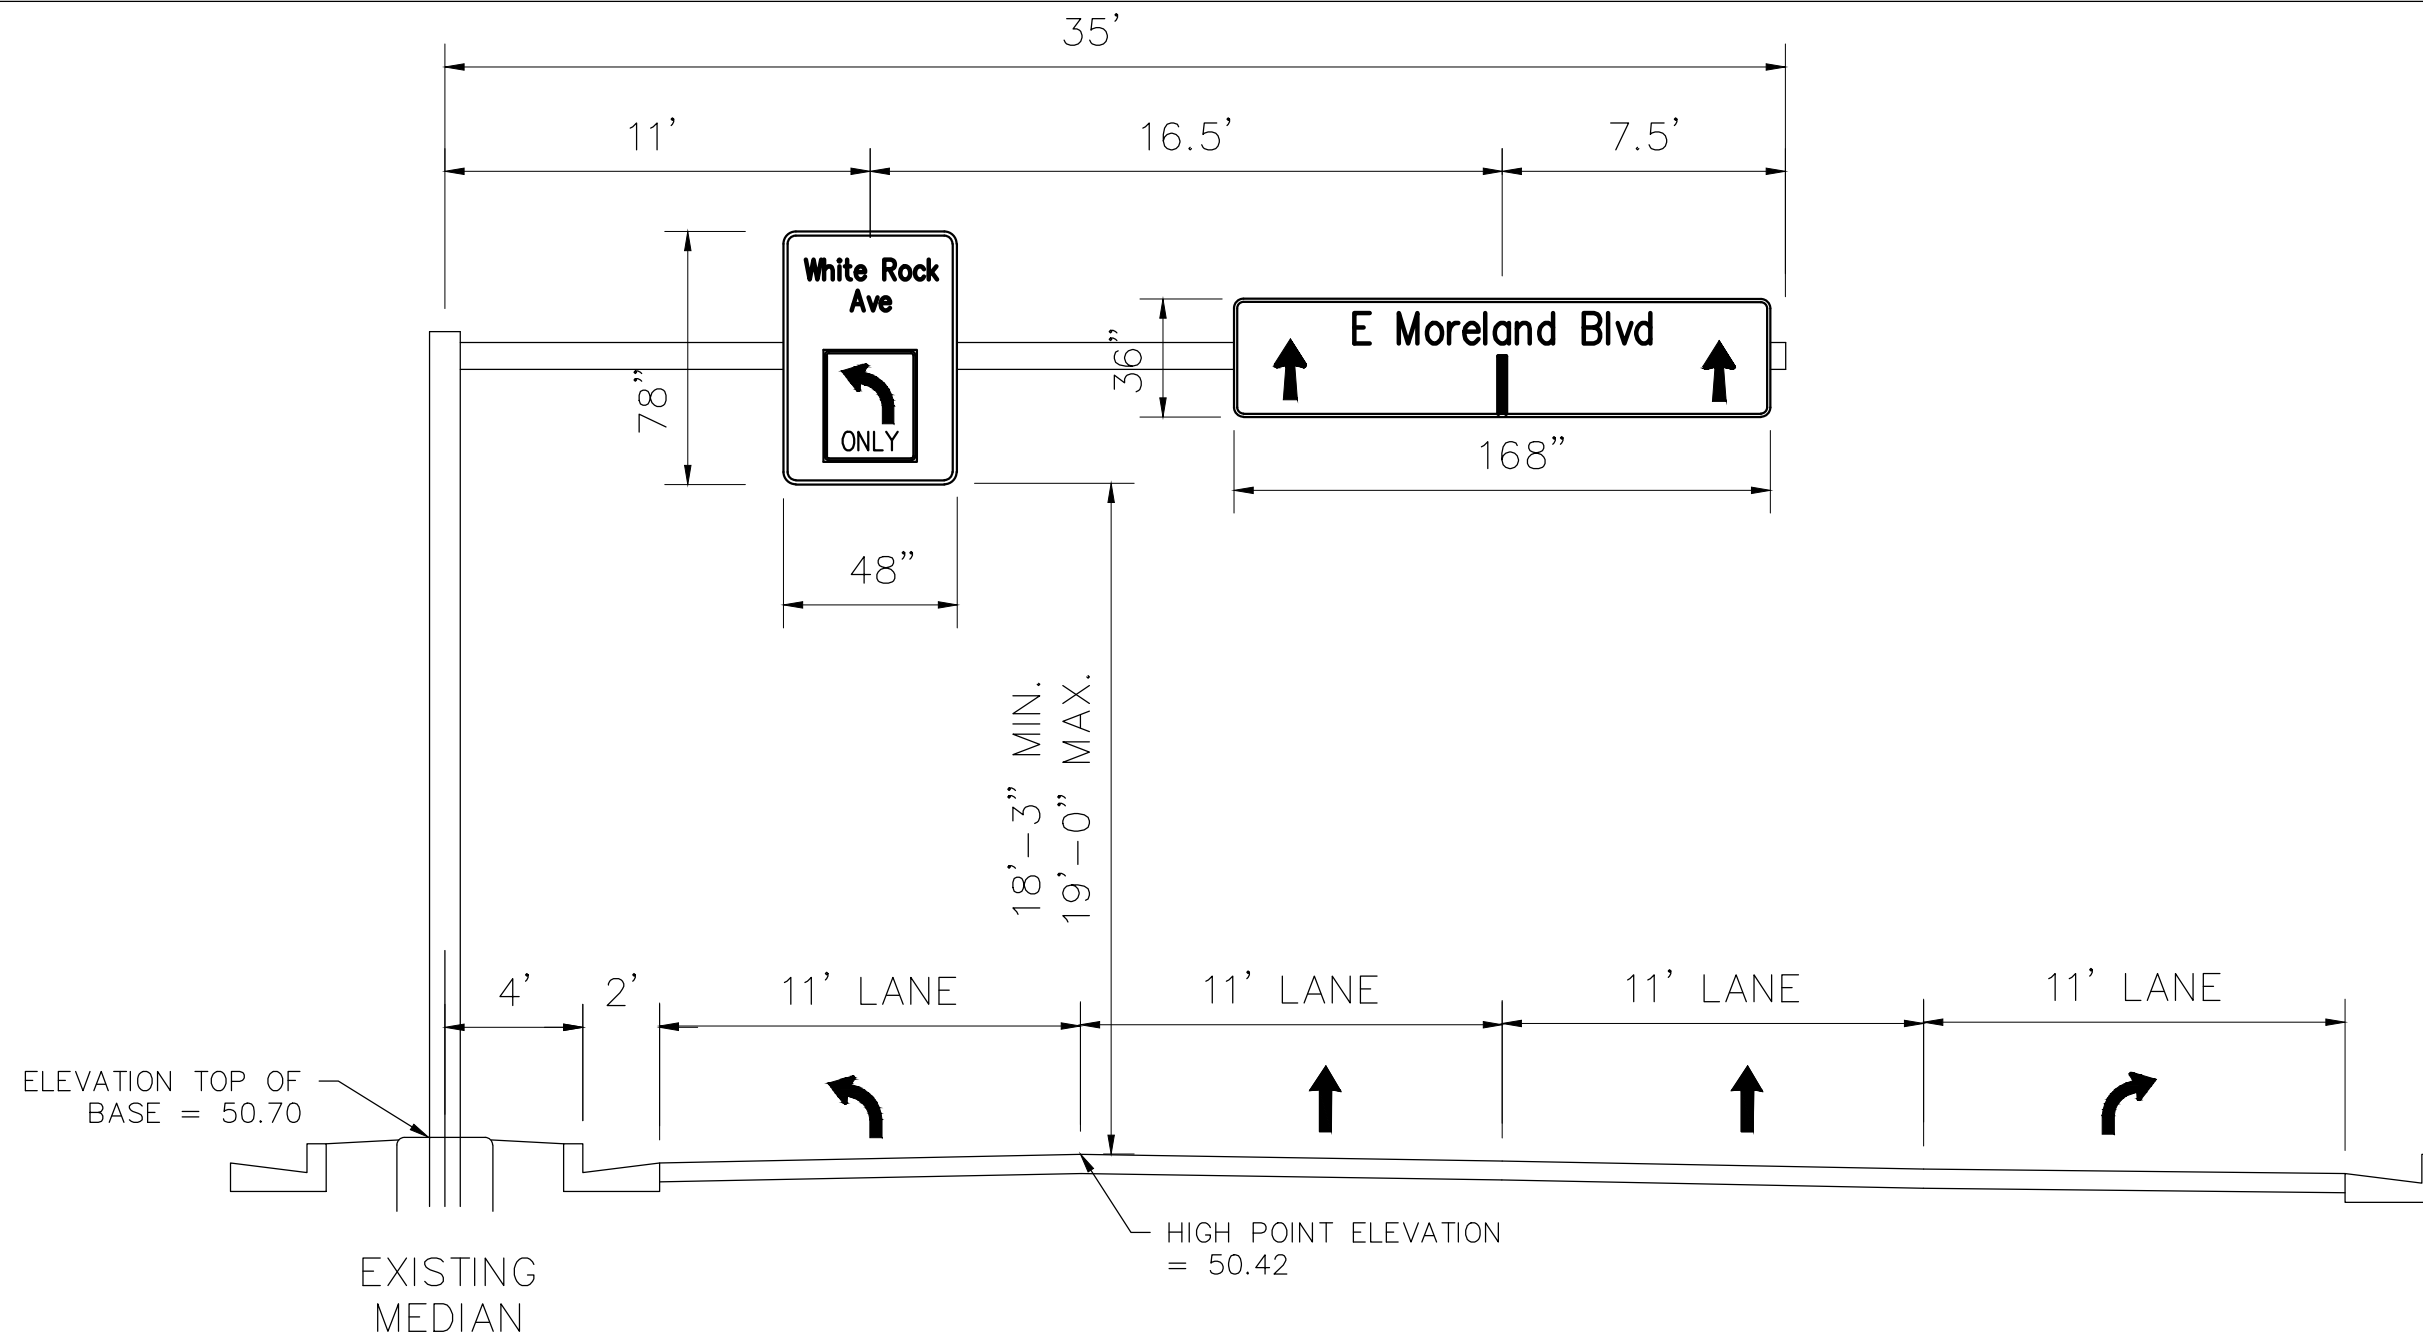 35’
11’
16.5’
7.5’
White Rock
Ave
ONLY
78”
48”
E Moreland Blvd
36”
168”
18’–3” MIN.
19’–0” MAX.
4’
2’
11’ LANE
11’ LANE
11’ LANE
11’ LANE
ELEVATION TOP OF
BASE = 50.70
HIGH POINT ELEVATION
= 50.42
EXISTING
MEDIAN